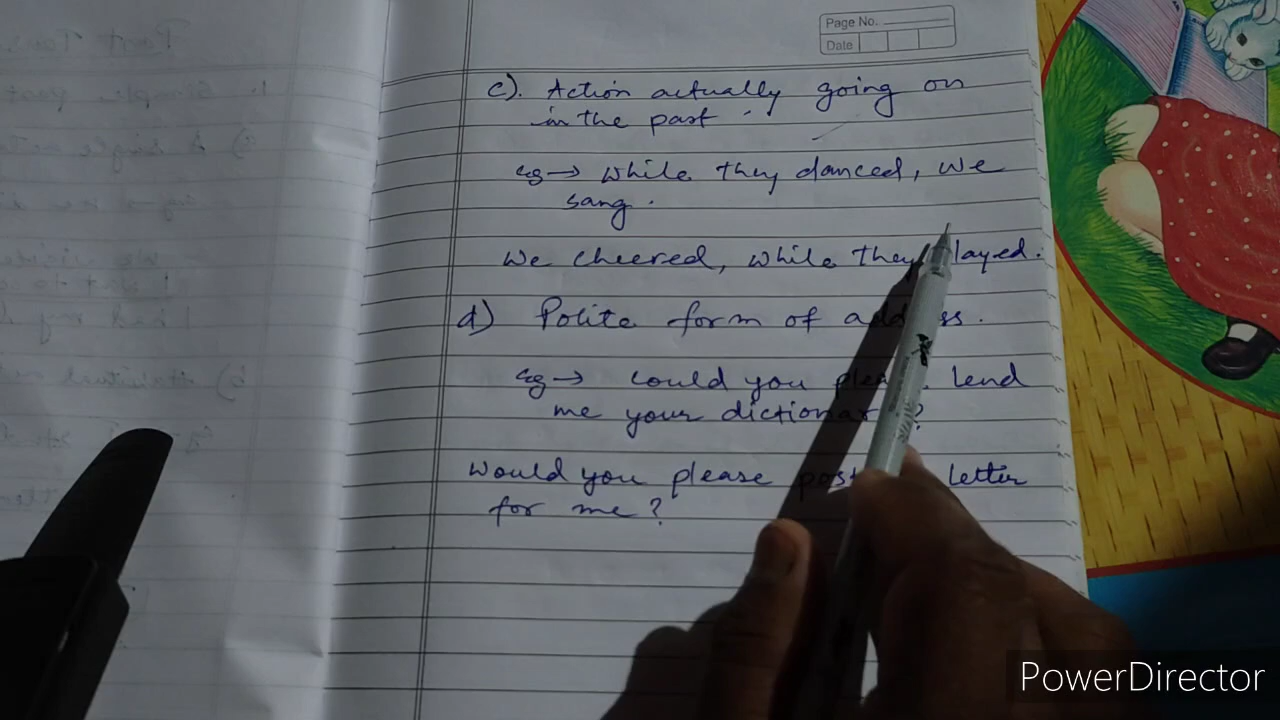 Page No.
Date
c). Action actually going on
in the past.
eg → While they danced, we
sang.
We cheered, while they layed.
d) Polite form of address.
eg → Could you please lend
me your dictionary?
Would you please post letter
for me?
PowerDirector